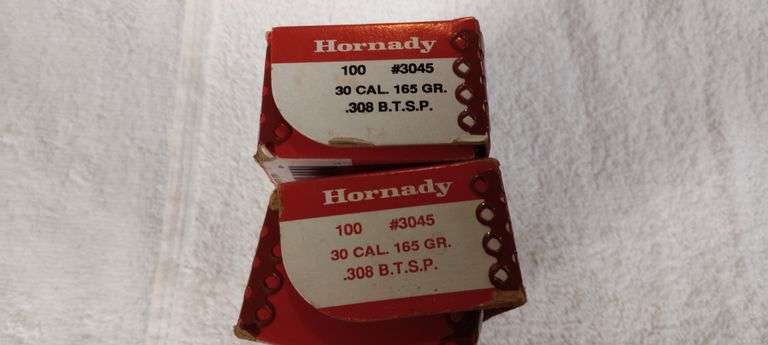 Hornady
100 #3045
30 CAL. 165 GR.
.308 B.T.S.P.
Hornady
100 #3045
30 CAL. 165 GR.
.308 B.T.S.P.